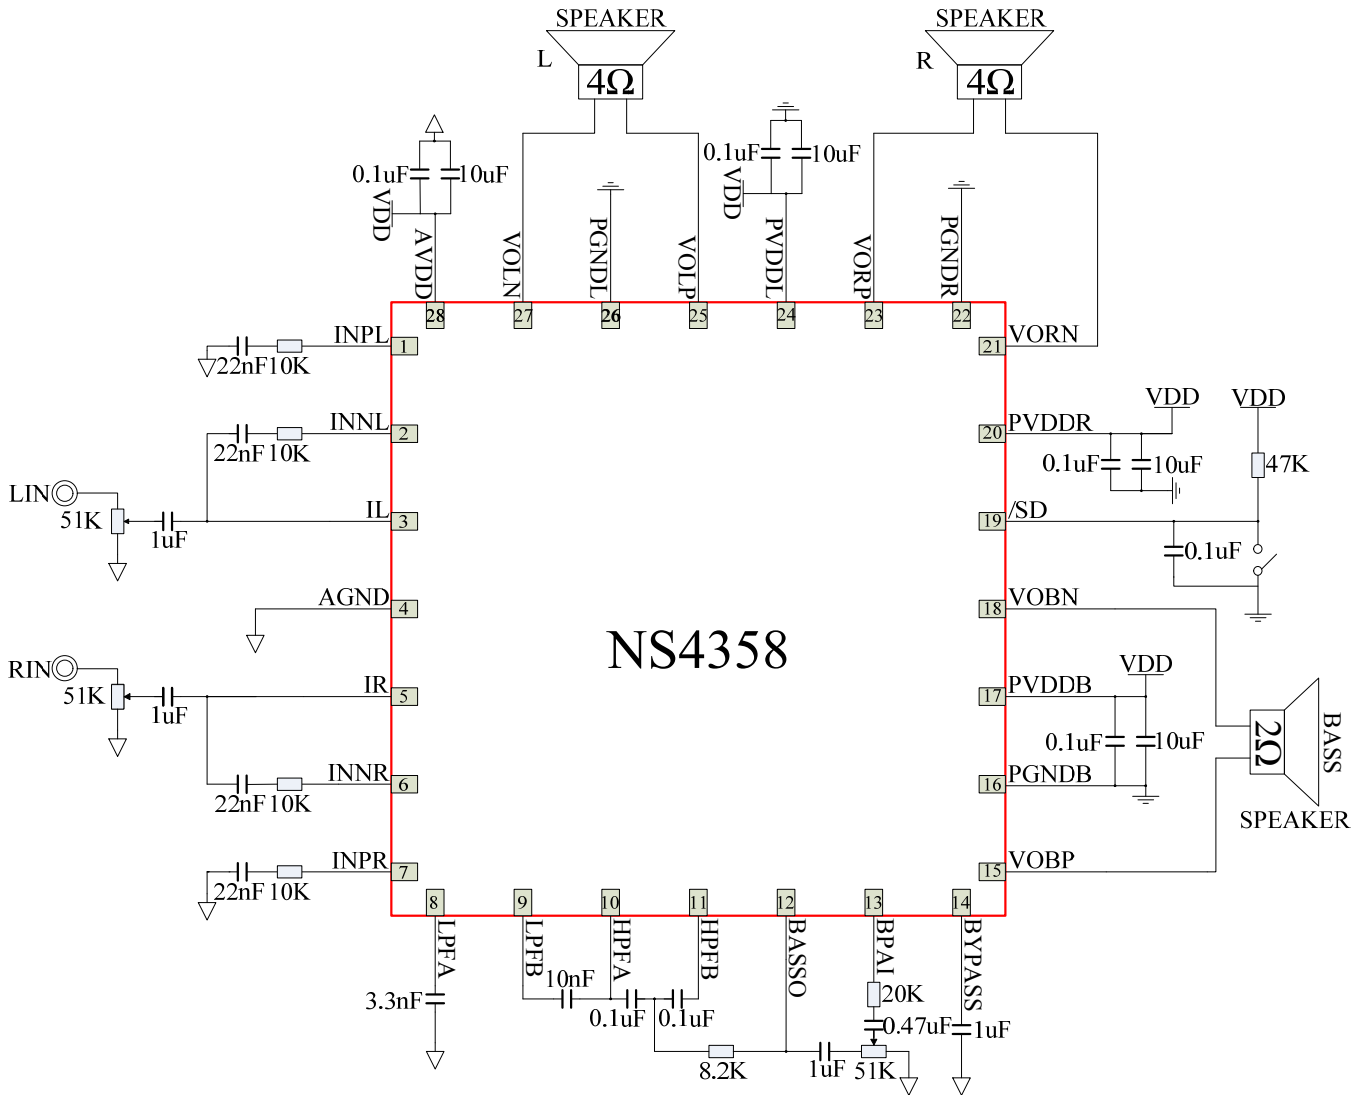 SPEAKER
SPEAKER
L
4Ω
R
4Ω
0.1uF
10uF
VDD
AVDD
VOLN
PGNDL
VOLP
0.1uF
10uF
VDD
PVDDL
VORP
PGNDR
28
27
26
25
24
23
22
INPL
1
22nF
10K
INNL
2
22nF
10K
LIN
51K
1uF
IL
3
AGND
4
RIN
51K
1uF
IR
5
INNR
6
22nF
10K
INPR
7
22nF
10K
NS4358
21
VORN
20
PVDDR
VDD
VDD
0.1uF
10uF
47K
19
/SD
0.1uF
18
VOBN
17
PVDDB
VDD
0.1uF
10uF
16
PGNDB
2Ω
BASS
SPEAKER
15
VOBP
8
9
10
11
12
13
14
LPFA
LPFB
HPFA
HPFB
BASSO
BPAI
BYPASS
3.3nF
10nF
0.1uF
0.1uF
20K
0.47uF
1uF
8.2K
1uF
51K